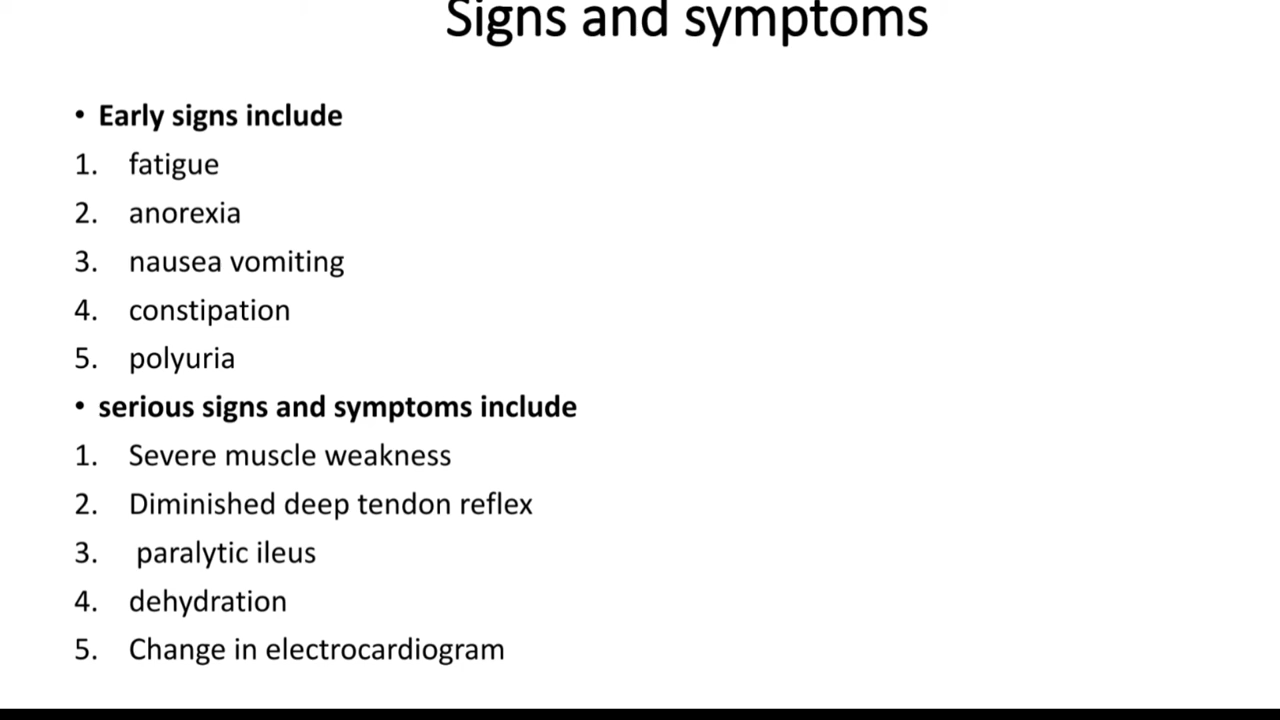 Signs and symptoms
• Early signs include
1. fatigue
2. anorexia
3. nausea vomiting
4. constipation
5. polyuria
• serious signs and symptoms include
1. Severe muscle weakness
2. Diminished deep tendon reflex
3. paralytic ileus
4. dehydration
5. Change in electrocardiogram